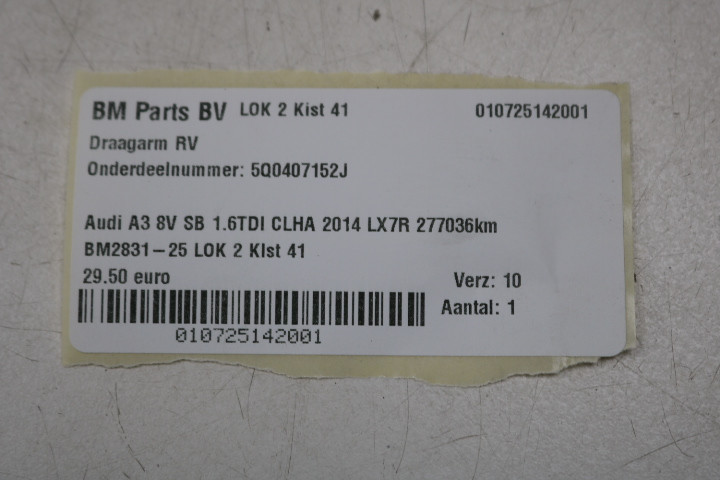 BM Parts BV LOK 2 Kist 41 010725142001
Draagarm RV
Onderdeelnummer: 5Q0407152J
Audi A3 8V SB 1.6TDI CLHA 2014 LX7R 277036km
BM2831-25 LOK 2 KIst 41
29.50 euro Verz: 10
Aantal: 1
010725142001